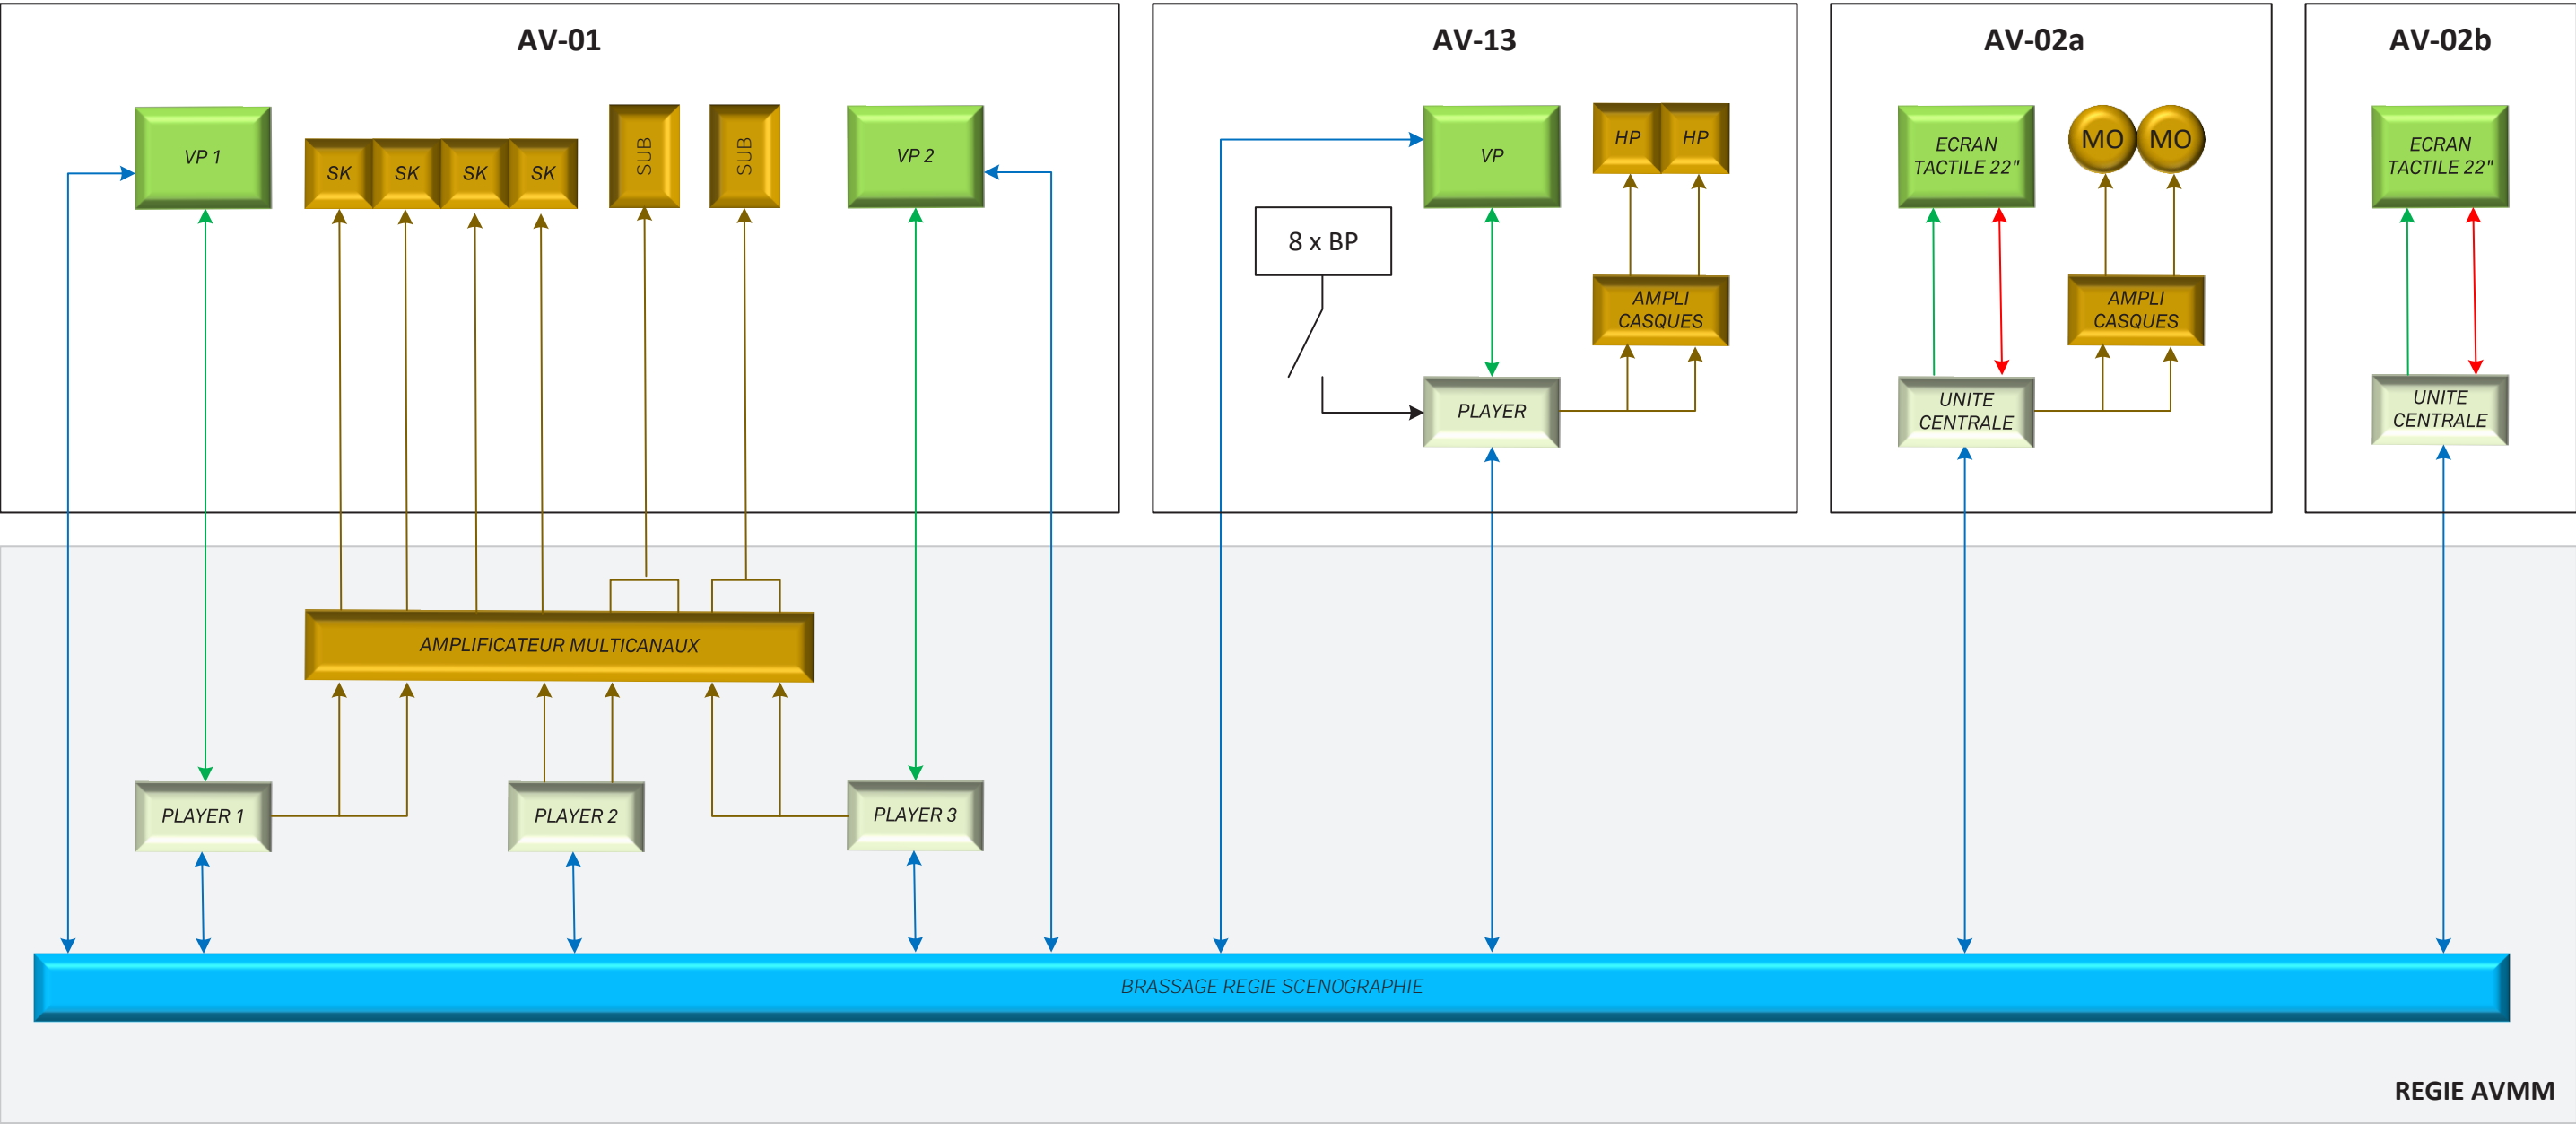 AV-01
VP 1
SK
SK
SK
SK
SUB
SUB
VP 2
AV-13
VP
HP
HP
8 x BP
AMPLI
CASQUES
PLAYER
AV-02a
ECRAN
TACTILE 22"
MO
MO
AMPLI
CASQUES
UNITE
CENTRALE
AV-02b
ECRAN
TACTILE 22"
UNITE
CENTRALE
AMPLIFICATEUR MULTICANAUX
PLAYER 1
PLAYER 2
PLAYER 3
BRASSAGE REGIE SCENOGRAPHIE
REGIE AVMM